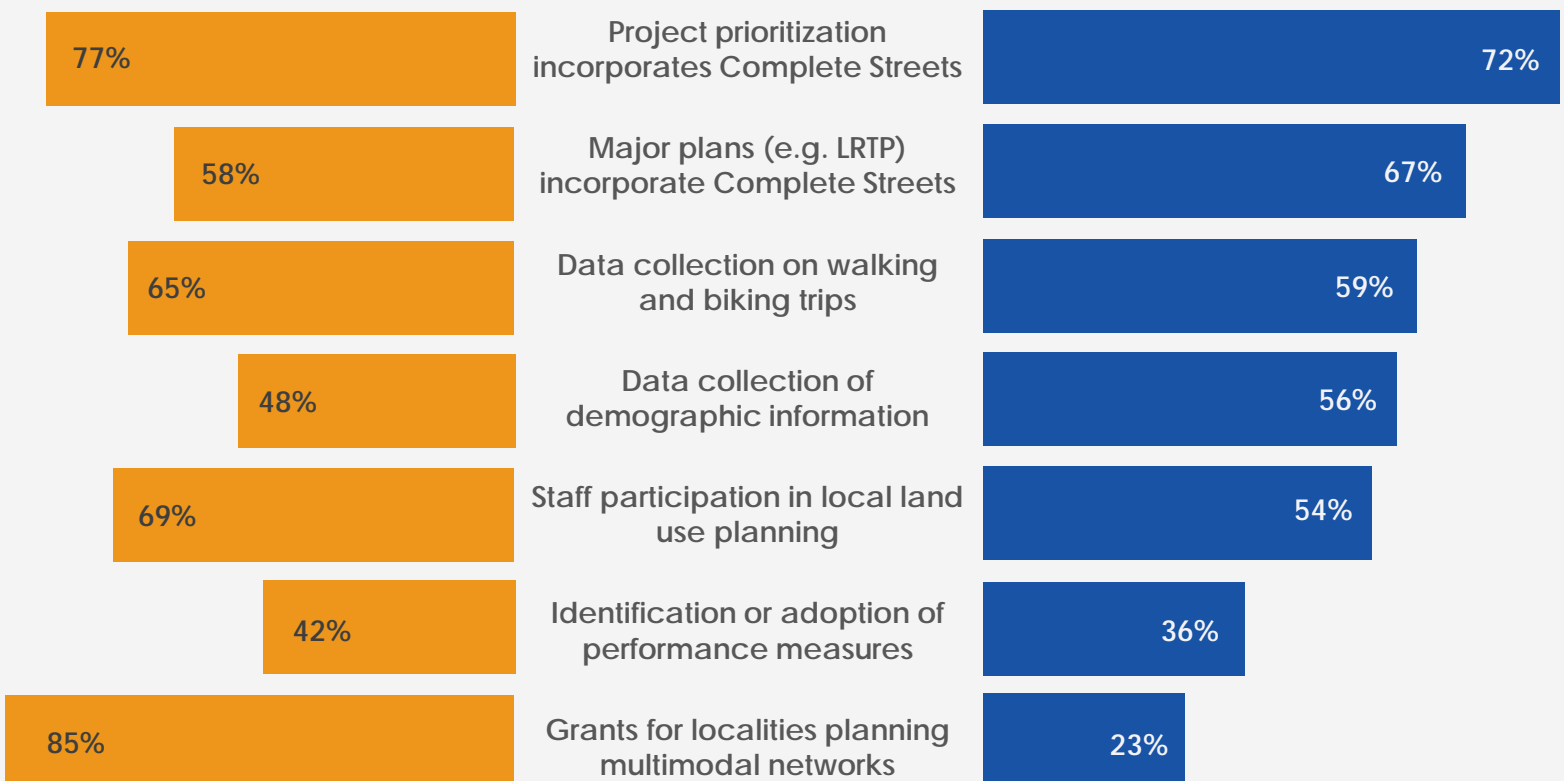 77%
Project prioritization
incorporates Complete Streets
72%
58%
Major plans (e.g. LRTP)
incorporate Complete Streets
67%
65%
Data collection on walking
and biking trips
59%
48%
Data collection of
demographic information
56%
69%
Staff participation in local land
use planning
54%
42%
Identification or adoption of
performance measures
36%
85%
Grants for localities planning
multimodal networks
23%